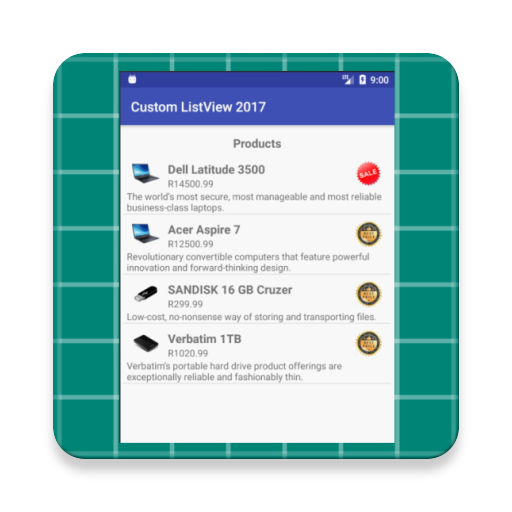 9:00
Custom ListView 2017
Products
Dell Latitude 3500
SALE
R14500.99
The world's most secure, most manageable and most reliable
business-class laptops.
Acer Aspire 7
R12500.99
Revolutionary convertible computers that feature powerful
innovation and forward-thinking design.
SANDISK 16 GB Cruzer
R299.99
Low-cost, no-nonsense way of storing and transporting files.
Verbatim 1TB
R1020.99
Verbatim's portable hard drive product offerings are
exceptionally reliable and fashionably thin.